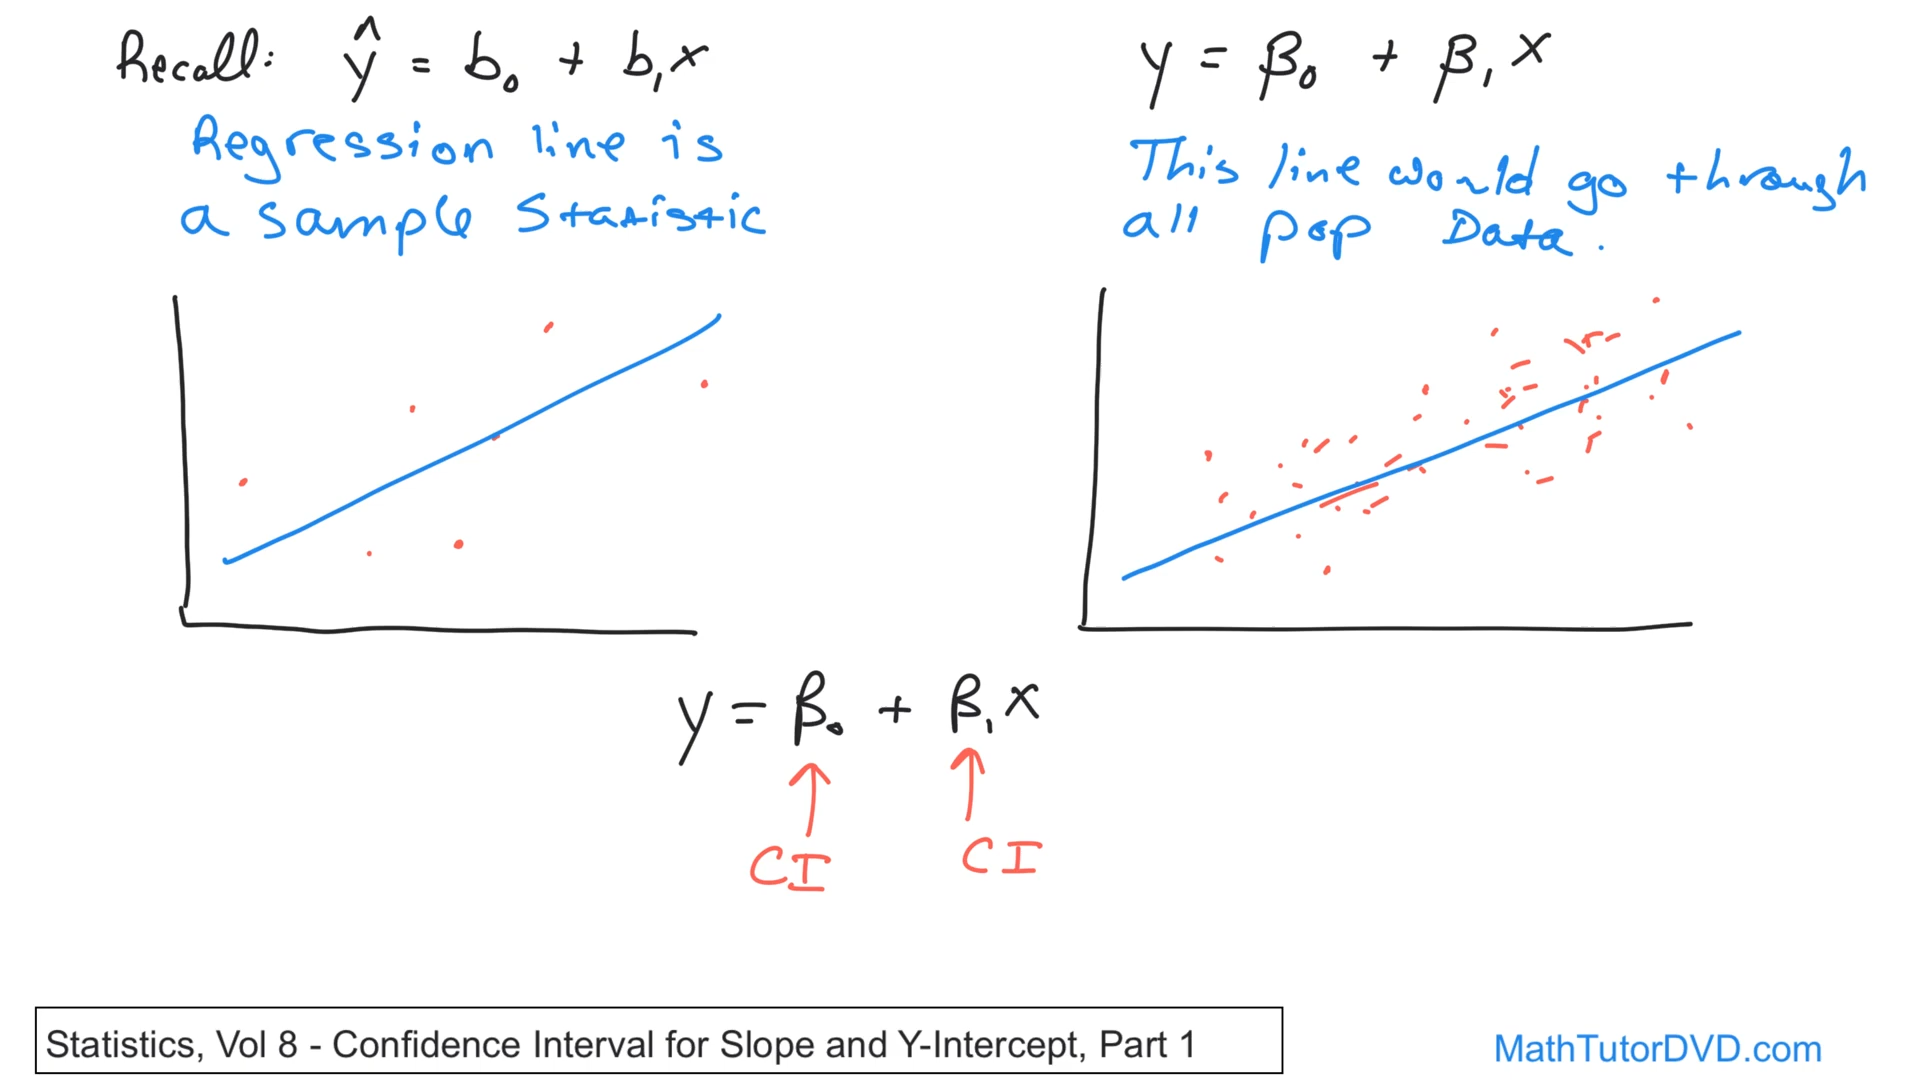 Recall: ŷ = b₀ + b₁x
Regression line is
a sample Statistic
y = β₀ + β₁x
This line would go through
all pop Data.
y = β₀ + β₁x
CI CI
Statistics, Vol 8 - Confidence Interval for Slope and Y-Intercept, Part 1
MathTutorDVD.com